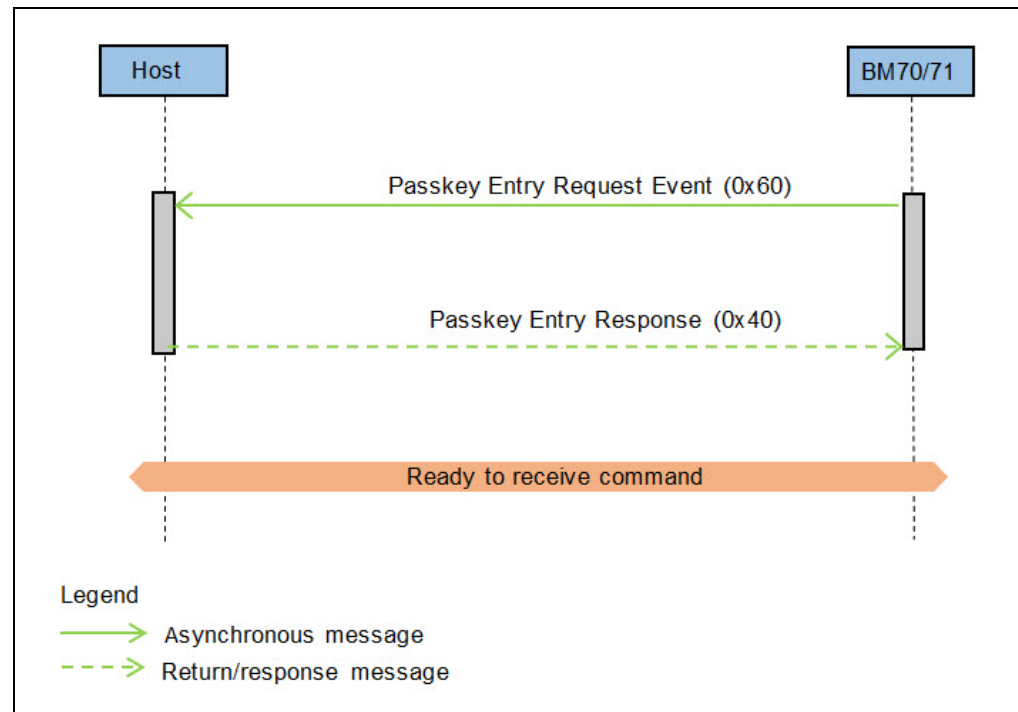 Host
BM70/71
Passkey Entry Request Event (0x60)
Passkey Entry Response (0x40)
Ready to receive command
Legend
Asynchronous message
Return/response message